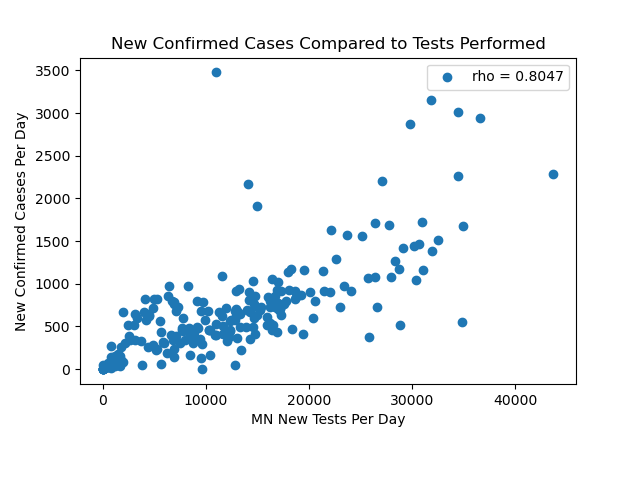 New Confirmed Cases Compared to Tests Performed
rho = 0.8047
New Confirmed Caeses Per Day
3500
3000
2500
2000
1500
1000
500
0
0 10000 20000 30000 40000
MN New Tests Per Day